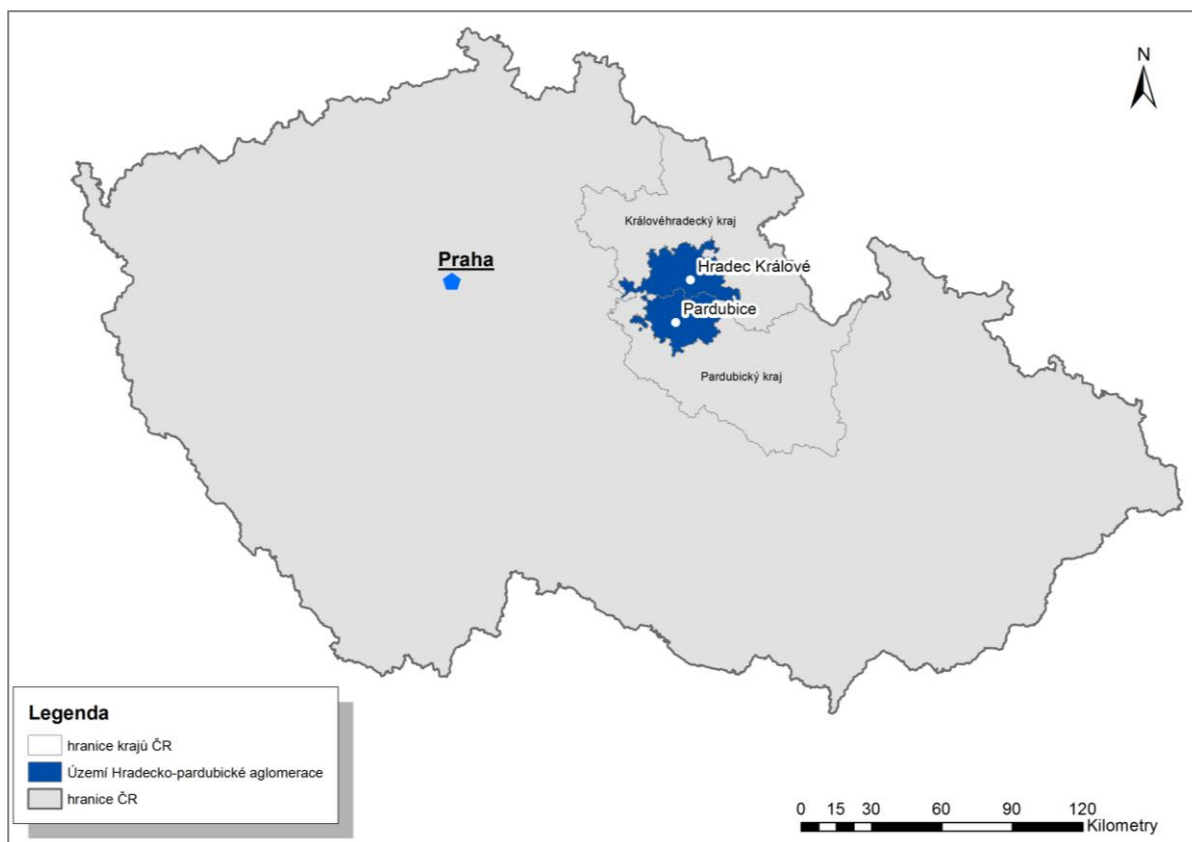 N
Královéhradecký kraj
Praha
Hradec Králové
Pardubice
Pardubický kraj
Legenda
hranice krajů ČR
Území Hradecko-pardubické aglomerace
hranice ČR
0 15 30 60 90 120
Kilometry